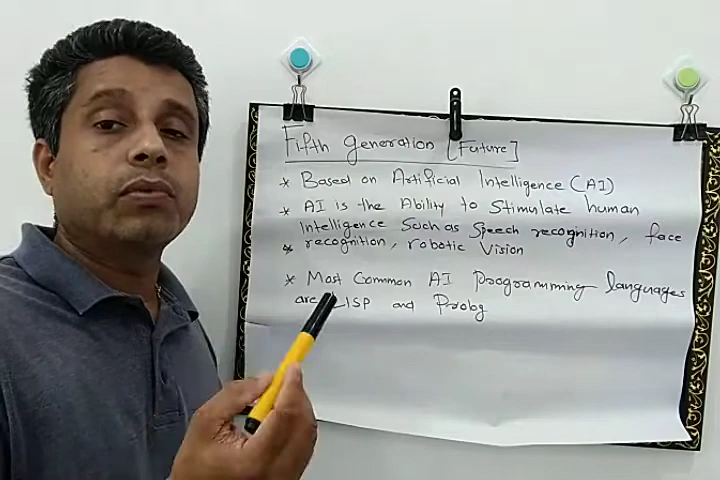 Fifth Generation [Future]
* Based on Artificial Intelligence (AI)
* AI is the Ability to Stimulate human
Intelligence Such as Speech recognition, face
* recognition, robotic Vision
* Most Common AI Programming languages
are LISP and Prolog